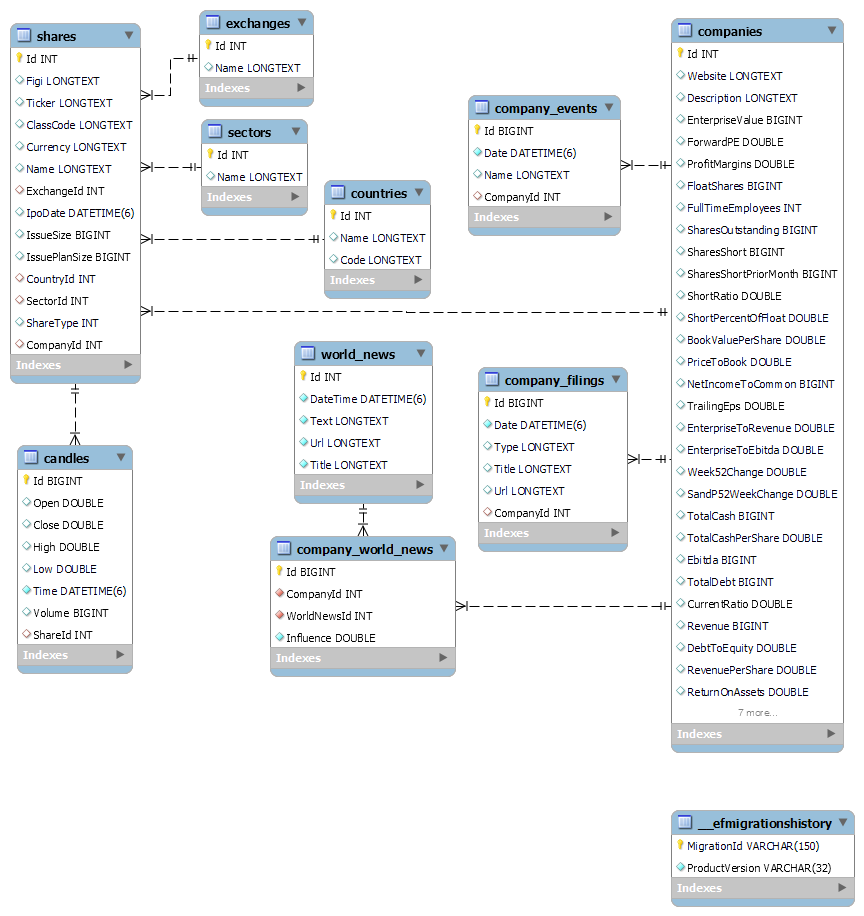 shares
Id INT
Figi LONGTEXT
Ticker LONGTEXT
ClassCode LONGTEXT
Currency LONGTEXT
Name LONGTEXT
ExchangeId INT
IpoDate DATETIME(6)
IssueSize BIGINT
IssuePlanSize BIGINT
CountryId INT
SectorId INT
ShareType INT
CompanyId INT
Indexes
exchanges
Id INT
Name LONGTEXT
Indexes
sectors
Id INT
Name LONGTEXT
Indexes
countries
Id INT
Name LONGTEXT
Code LONGTEXT
Indexes
company_events
Id BIGINT
Date DATETIME(6)
Name LONGTEXT
CompanyId INT
Indexes
companies
Id INT
Website LONGTEXT
Description LONGTEXT
EnterpriseValue BIGINT
ForwardPE DOUBLE
ProfitMargins DOUBLE
FloatShares BIGINT
FullTimeEmployees INT
SharesOutstanding BIGINT
SharesShort BIGINT
SharesShortPriorMonth BIGINT
ShortRatio DOUBLE
ShortPercentOfFloat DOUBLE
BookValuePerShare DOUBLE
PriceToBook DOUBLE
NetIncomeToCommon BIGINT
TrailingEps DOUBLE
EnterpriseToRevenue DOUBLE
EnterpriseToEbitda DOUBLE
Week52Change DOUBLE
SandP52WeekChange DOUBLE
TotalCash BIGINT
TotalCashPerShare DOUBLE
Ebitda BIGINT
TotalDebt BIGINT
CurrentRatio DOUBLE
Revenue BIGINT
DebtToEquity DOUBLE
RevenuePerShare DOUBLE
ReturnOnAssets DOUBLE
7 more...
Indexes
world_news
Id INT
DateTime DATETIME(6)
Text LONGTEXT
Url LONGTEXT
Title LONGTEXT
Indexes
company_filings
Id BIGINT
Date DATETIME(6)
Type LONGTEXT
Title LONGTEXT
Url LONGTEXT
CompanyId INT
Indexes
candles
Id BIGINT
Open DOUBLE
Close DOUBLE
High DOUBLE
Low DOUBLE
Time DATETIME(6)
Volume BIGINT
ShareId INT
Indexes
company_world_news
Id BIGINT
CompanyId INT
WorldNewsId INT
Influence DOUBLE
Indexes
__efmigrationshistory
MigrationId VARCHAR(150)
ProductVersion VARCHAR(32)
Indexes